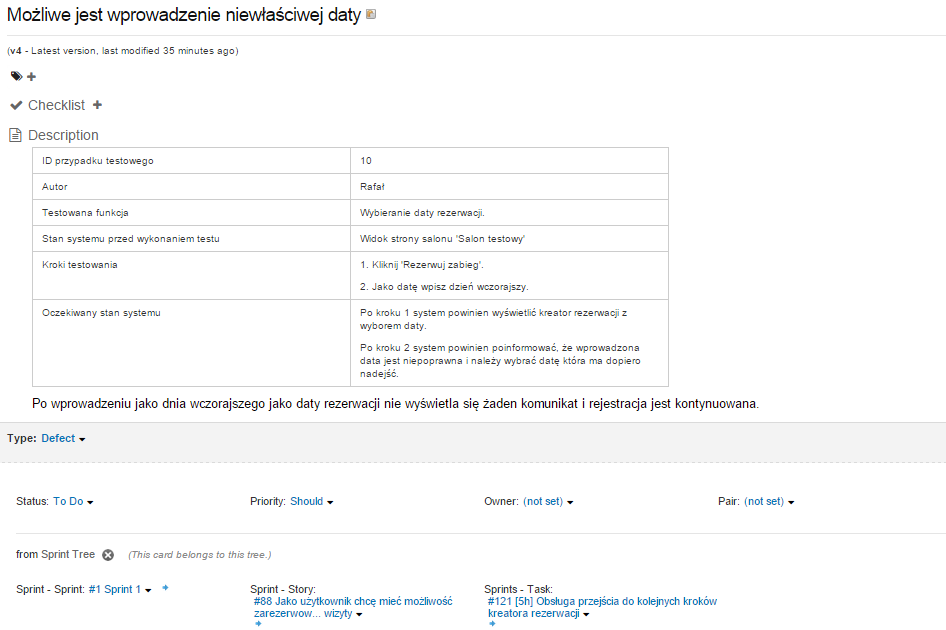 Możliwe jest wprowadzenie niewłaściwej daty
(v4 - Latest version, last modified 35 minutes ago)
Checklist
Description
ID przypadku testowego 10
Autor Rafał
Testowana funkcja Wybieranie daty rezerwacji.
Stan systemu przed wykonaniem testu Widok strony salonu 'Salon testowy'
Kroki testowania 1. Kliknij 'Rezerwuj zabieg'.
2. Jako datę wpisz dzień wczorajszy.
Oczekiwany stan systemu Po kroku 1 system powinien wyświetlić kreator rezerwacji z
wyborem daty.
Po kroku 2 system powinien poinformować, że wprowadzona
data jest niepoprawna i należy wybrać datę która ma dopiero
nadejść.
Po wprowadzeniu jako dnia wczorajszego jako daty rezerwacji nie wyświetla się żaden komunikat i rejestracja jest kontynuowana.
Type: Defect
Status: To Do Priority: Should Owner: (not set) Pair: (not set)
from Sprint Tree (This card belongs to this tree.)
Sprint - Sprint: #1 Sprint 1
Sprint - Story:
#88 Jako użytkownik chcę mieć możliwość
zarezerwow... wizyty
Sprints - Task:
#121 [5h] Obsługa przejścia do kolejnych kroków
kreatora rezerwacji